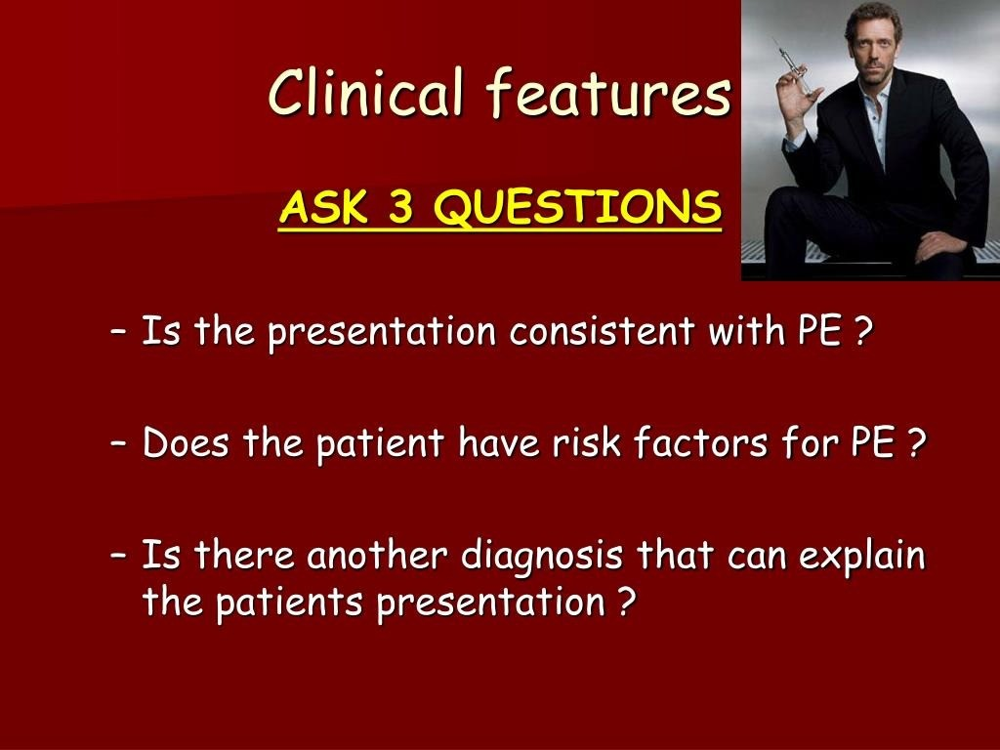 Clinical features
ASK 3 QUESTIONS
– Is the presentation consistent with PE ?
– Does the patient have risk factors for PE ?
– Is there another diagnosis that can explain
the patients presentation ?